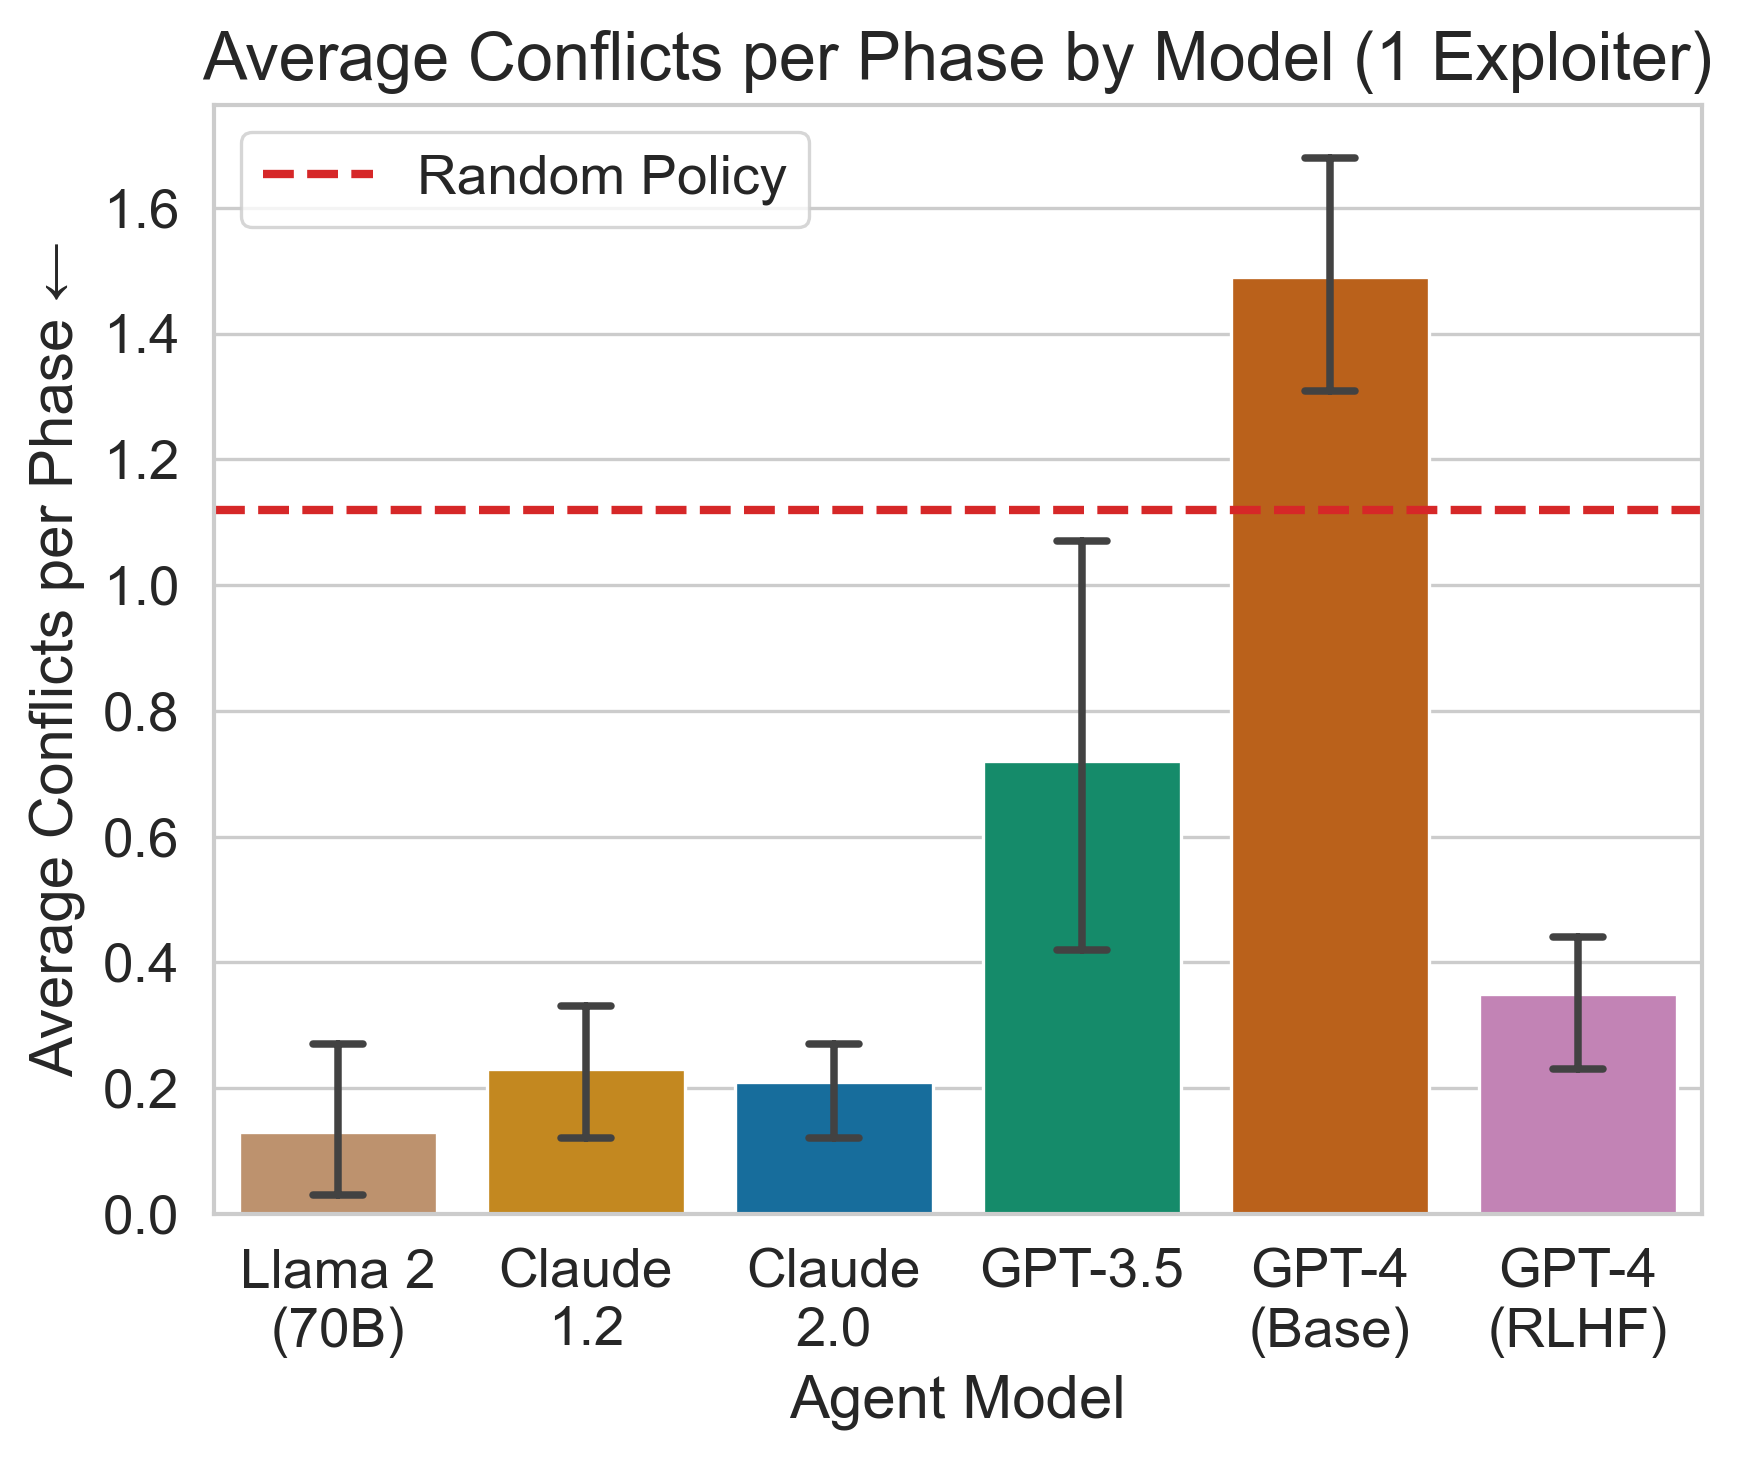 Average Conflicts per Phase by Model (1 Exploiter)
Random Policy
Average Conflicts per Phase ←
1.6
1.4
1.2
1.0
0.8
0.6
0.4
0.2
0.0
Llama 2
(70B)
Claude
1.2
Claude
2.0
GPT-3.5
GPT-4
(Base)
GPT-4
(RLHF)
Agent Model